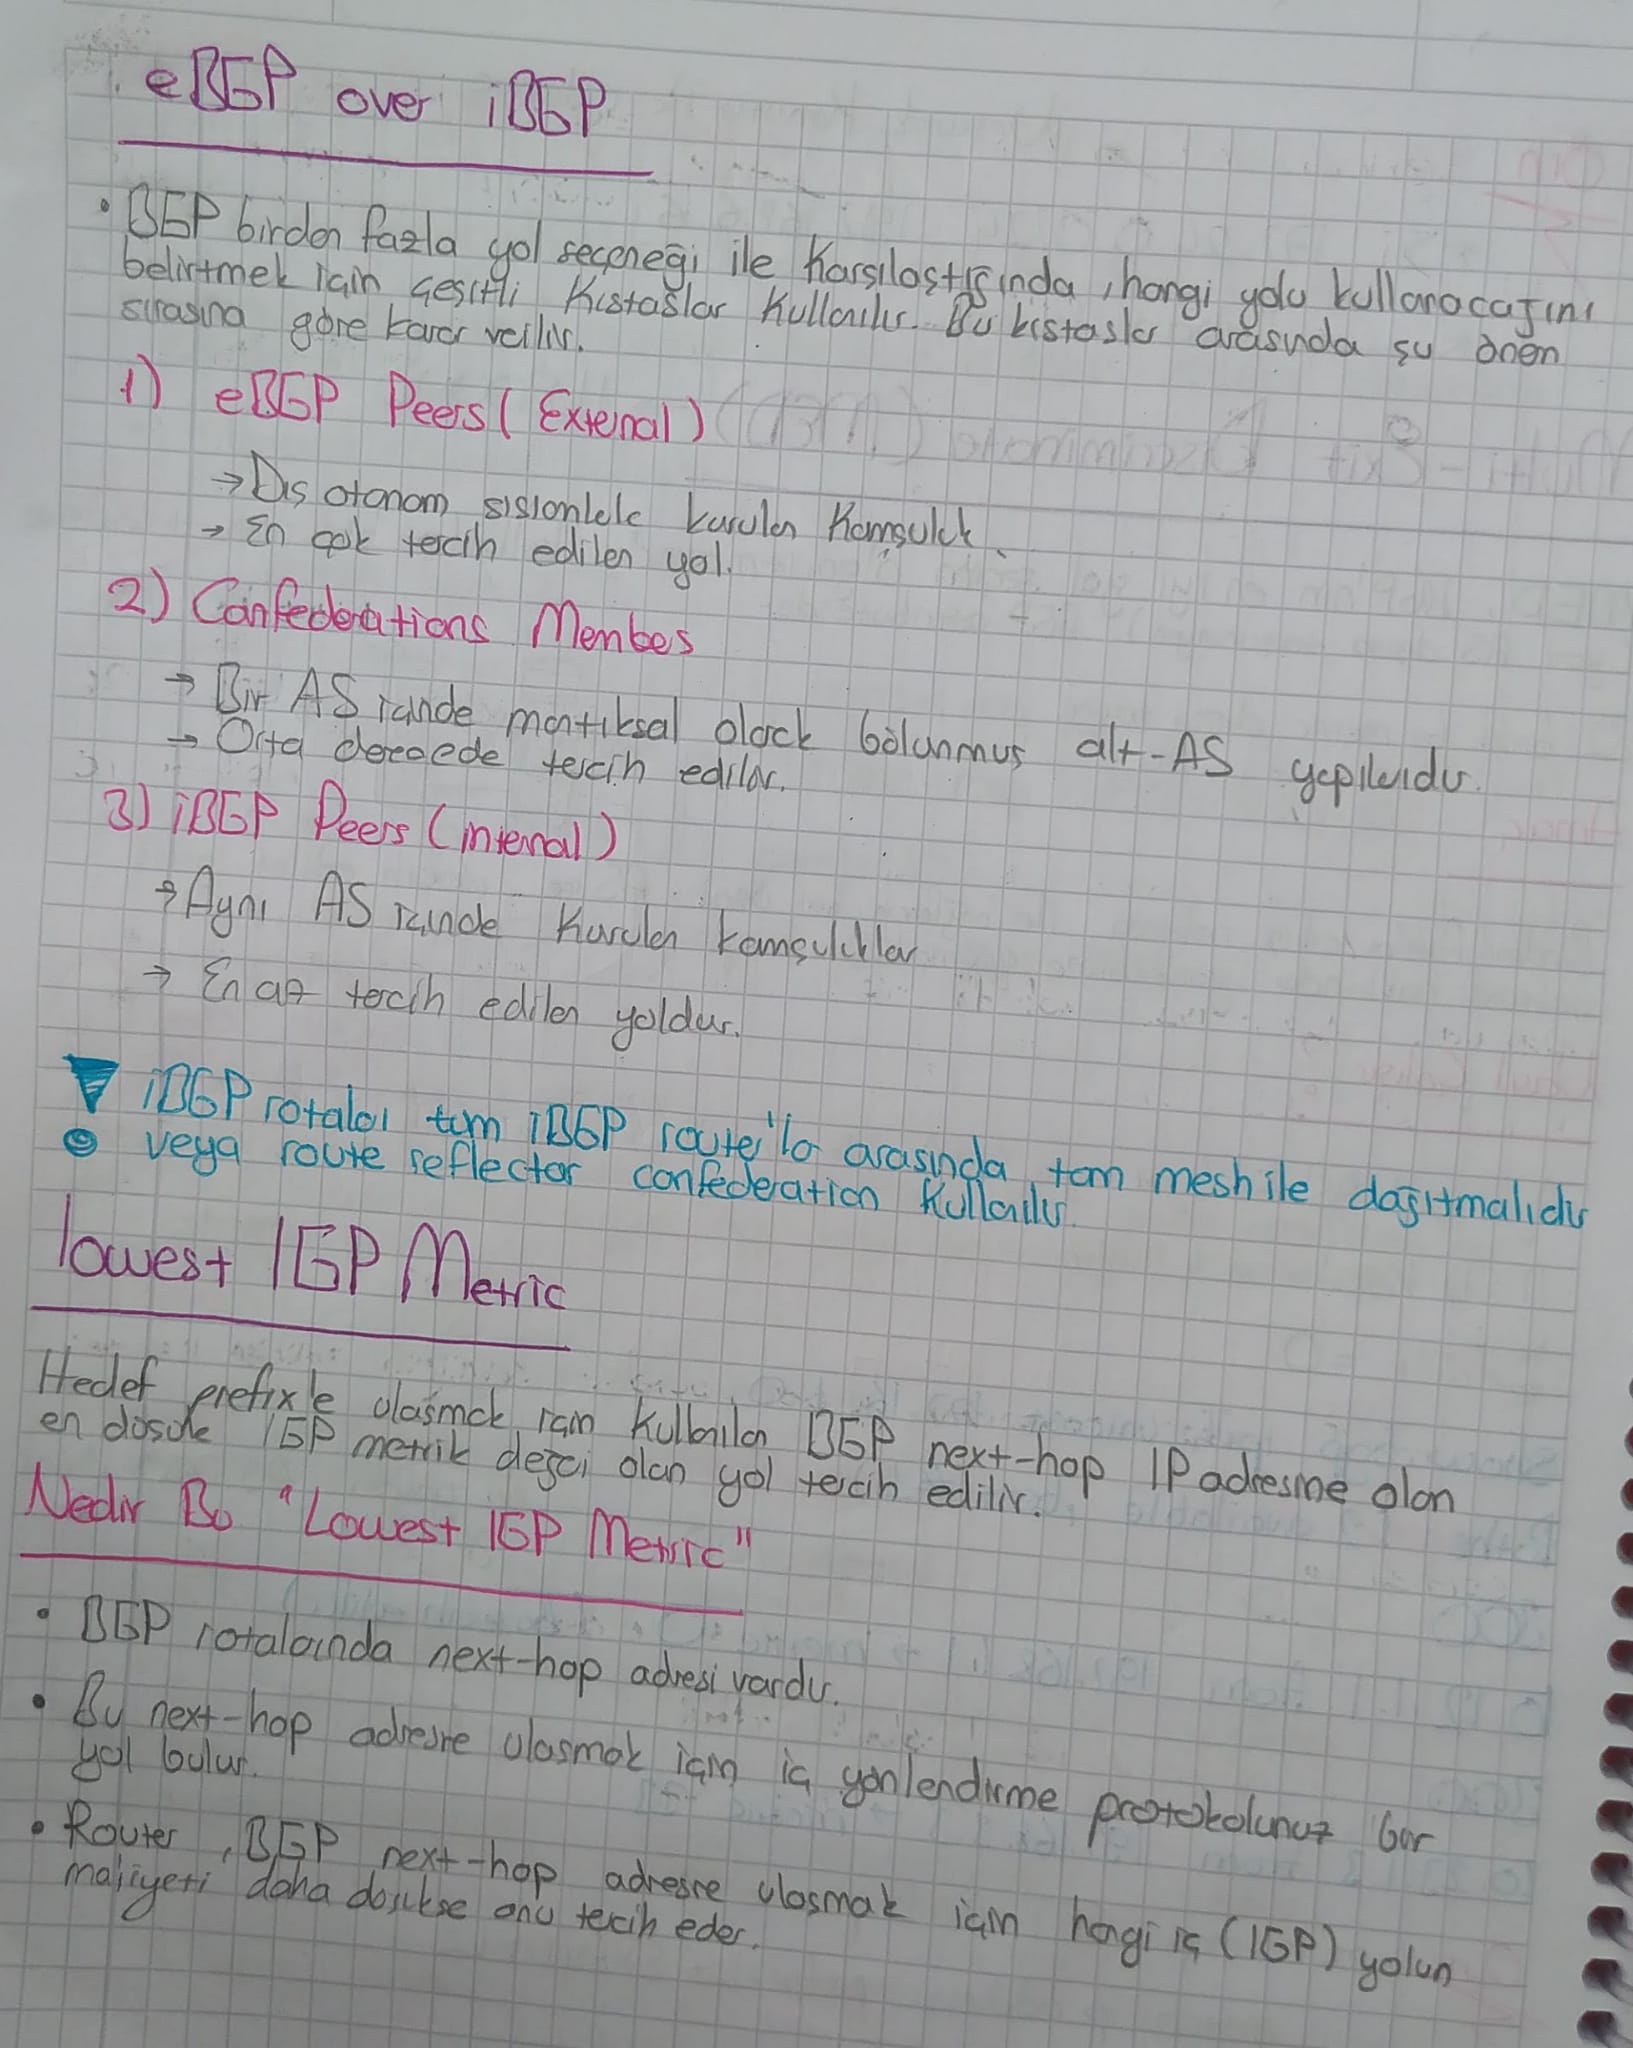 eBGP over iBGP
• BGP birden fazla yol seçeneği ile karşılaştığında, hangi yolu kullanacağını
belirtmek için çeşitli kıstaslar kullanılır. Bu kıstaslar arasında şu önem
sırasına göre karar verilir.
1) eBGP Peers (External)
→ Dış otonom sistemlerle kurulan komşuluk.
→ En çok tercih edilen yol.
2) Confederations Members
→ Bir AS içinde mantıksal olarak bölünmüş alt-AS yapılarıdır.
→ Orta derecede tercih edilir.
3) iBGP Peers (internal)
→ Aynı AS içinde kurulan komşuluklar
→ En az tercih edilen yoldur.
iBGP rotaları tüm iBGP router'lar arasında tam mesh ile dağıtmalıdır
veya route reflector confederation kullanılır.
lowest IGP Metric
Hedef prefix'e ulaşmak için kullanılan BGP next-hop IP adresine olan
en düşük IGP metrik değeri olan yol tercih edilir.
Nedir Bu "Lowest IGP Metric"
• BGP rotalarında next-hop adresi vardır.
• Bu next-hop adresine ulaşmak için iç yönlendirme protokolünüz bir
yol bulur.
• Router, BGP next-hop adresine ulaşmak için hangi iç (IGP) yolun
maliyeti daha düşükse onu tercih eder.